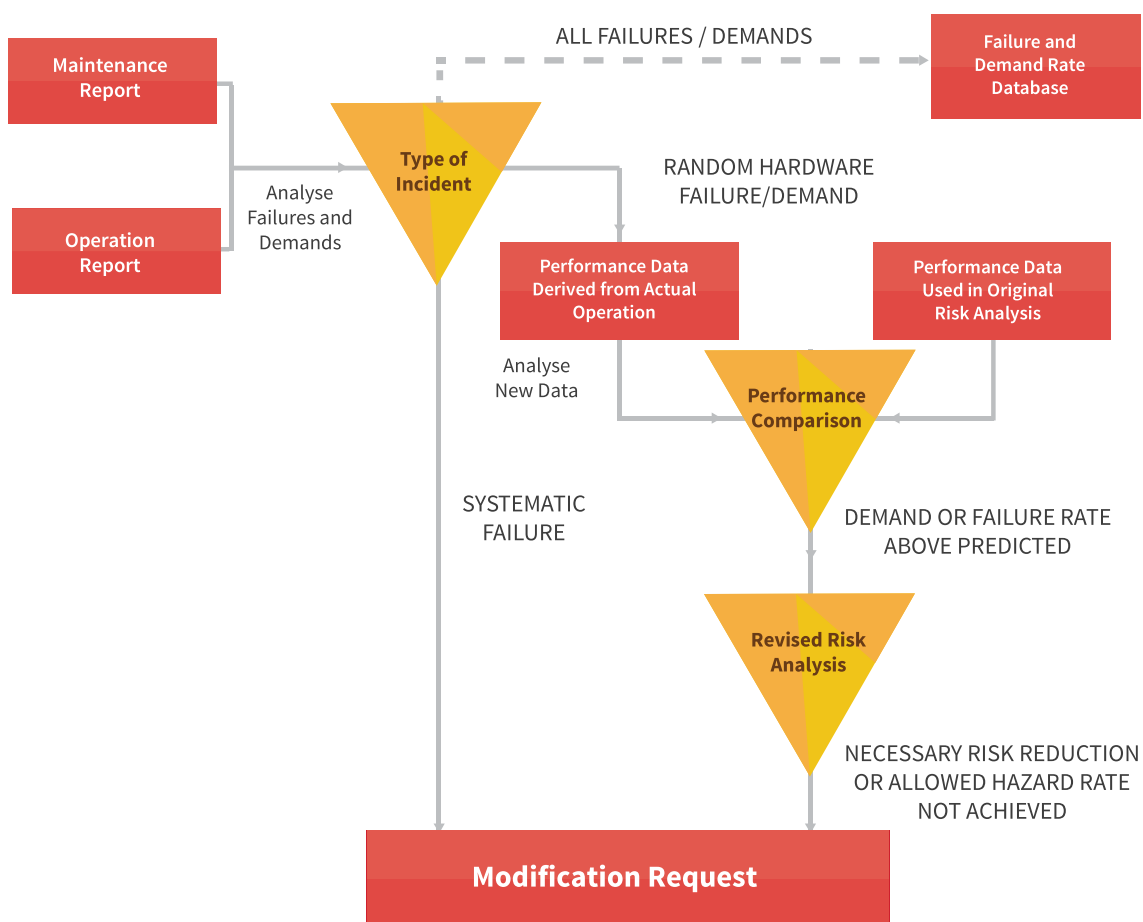 ALL FAILURES / DEMANDS
Failure and
Demand Rate
Database
Maintenance
Report
Type of
Incident
RANDOM HARDWARE
FAILURE/DEMAND
Analyse
Failures and
Demands
Operation
Report
Performance Data
Derived from Actual
Operation
Performance Data
Used in Original
Risk Analysis
Analyse
New Data
Performance
Comparison
SYSTEMATIC
FAILURE
DEMAND OR FAILURE RATE
ABOVE PREDICTED
Revised Risk
Analysis
NECESSARY RISK REDUCTION
OR ALLOWED HAZARD RATE
NOT ACHIEVED
Modification Request